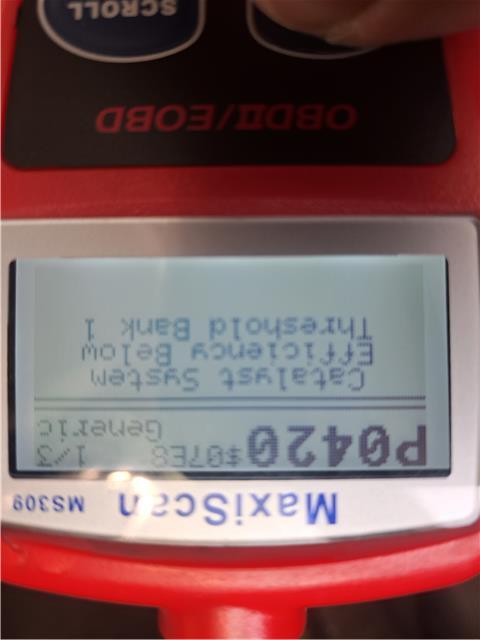 MaxiScan MS309
P0420 $07E8 1/3
Generic
Catalyst System
Efficiency Below
Threshold Bank 1
OBDII/EOBD
SCROLL